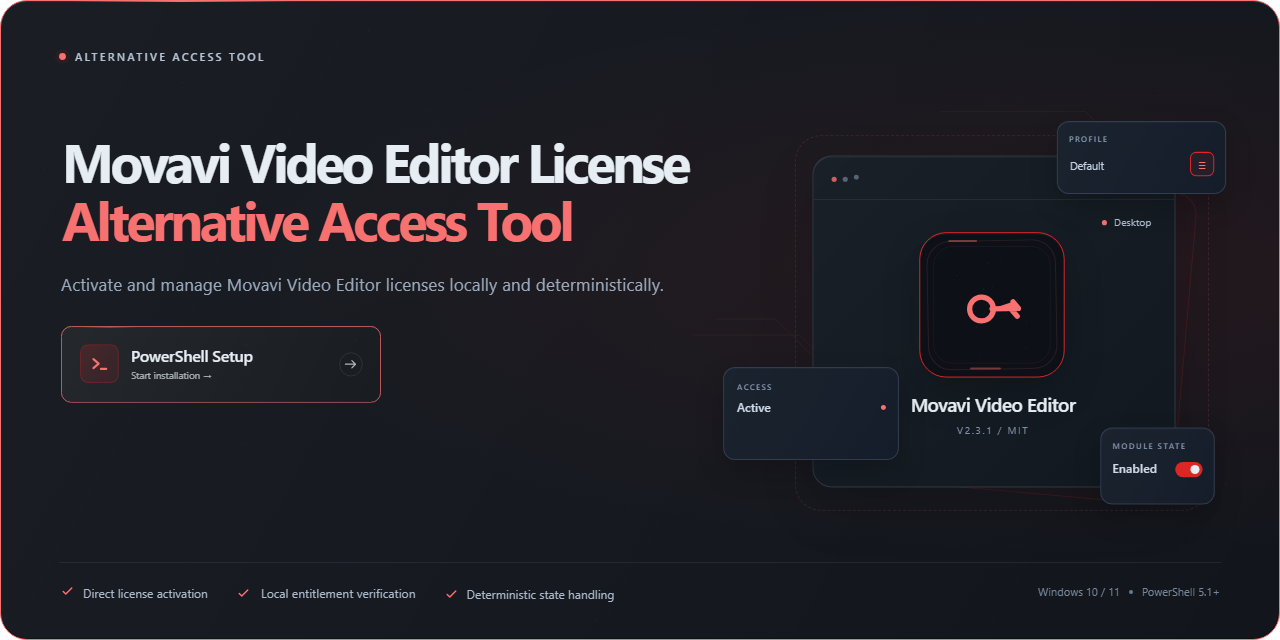 ALTERNATIVE ACCESS TOOL
Movavi Video Editor License
Alternative Access Tool
Activate and manage Movavi Video Editor licenses locally and deterministically.
PowerShell Setup
Start installation →
PROFILE
Default
Desktop
ACCESS
Active
Movavi Video Editor
V2.3.1 / MIT
MODULE STATE
Enabled
Direct license activation
Local entitlement verification
Deterministic state handling
Windows 10 / 11 • PowerShell 5.1+